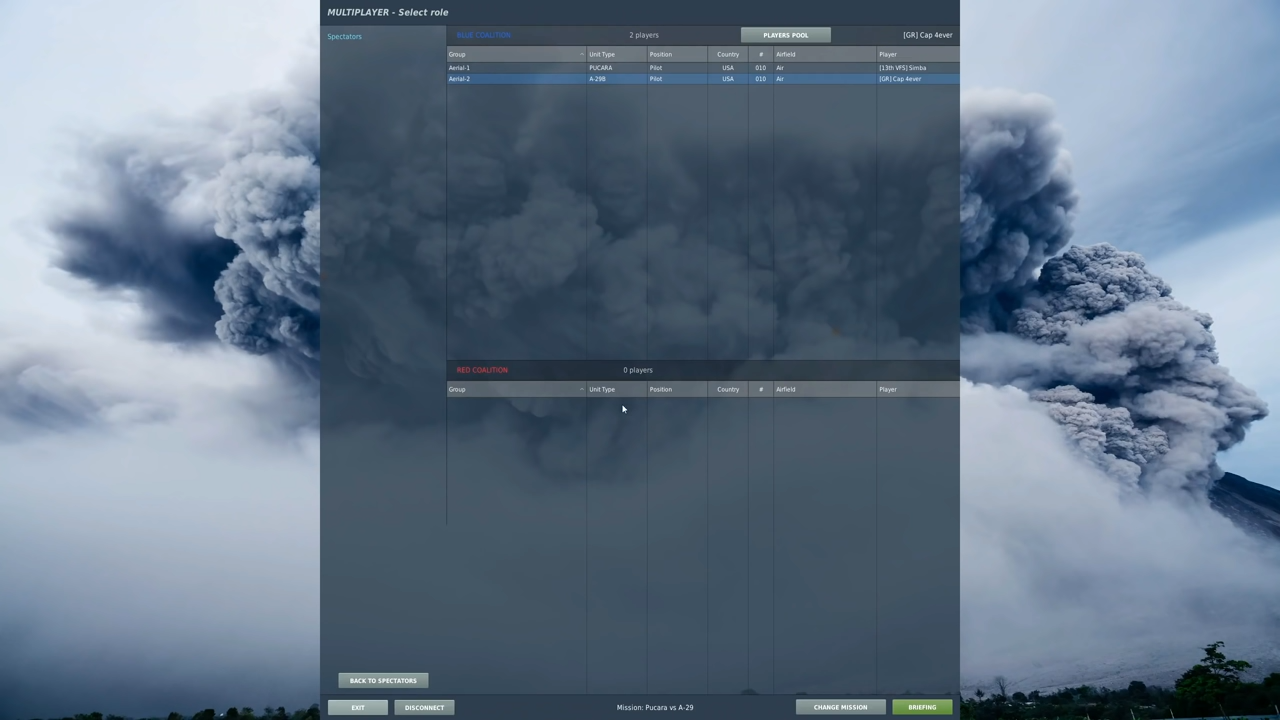 MULTIPLAYER - Select role
Spectators
BLUE COALITION 2 players PLAYERS POOL [GR] Cap 4ever
Group Unit Type Position Country # Airfield Player
Aerial-1 PUCARA Pilot USA 010 Air [13th VFS] Simba
Aerial-2 A-29B Pilot USA 010 Air [GR] Cap 4ever
RED COALITION 0 players
Group Unit Type Position Country # Airfield Player
BACK TO SPECTATORS
EXIT DISCONNECT Mission: Pucara vs A-29 CHANGE MISSION BRIEFING